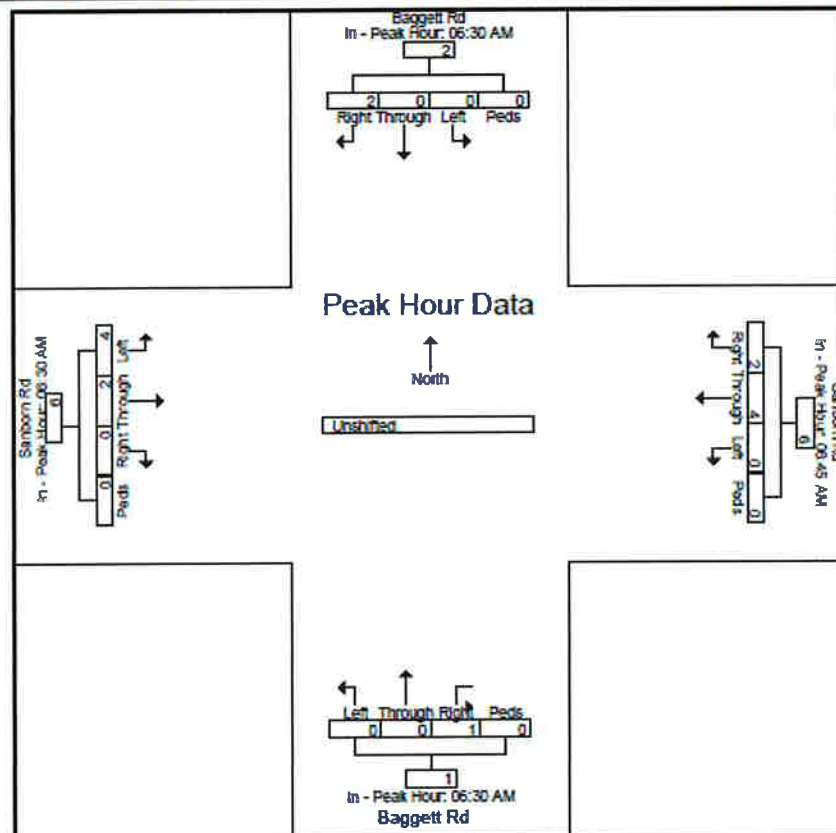 Baggett Rd
In - Peak Hour: 06:30 AM
2
2 0 0 0
Right Through Left Peds
Peak Hour Data
North
Unshifted
Sanborn Rd
In - Peak Hour: 06:30 AM
6
4 2 0 0
Left Through Right Peds
Right Through Left Peds
2 4 0 0
6
In - Peak Hour: 06:45 AM
Sanborn Rd
Left Through Right Peds
0 0 1 0
1
In - Peak Hour: 06:30 AM
Baggett Rd